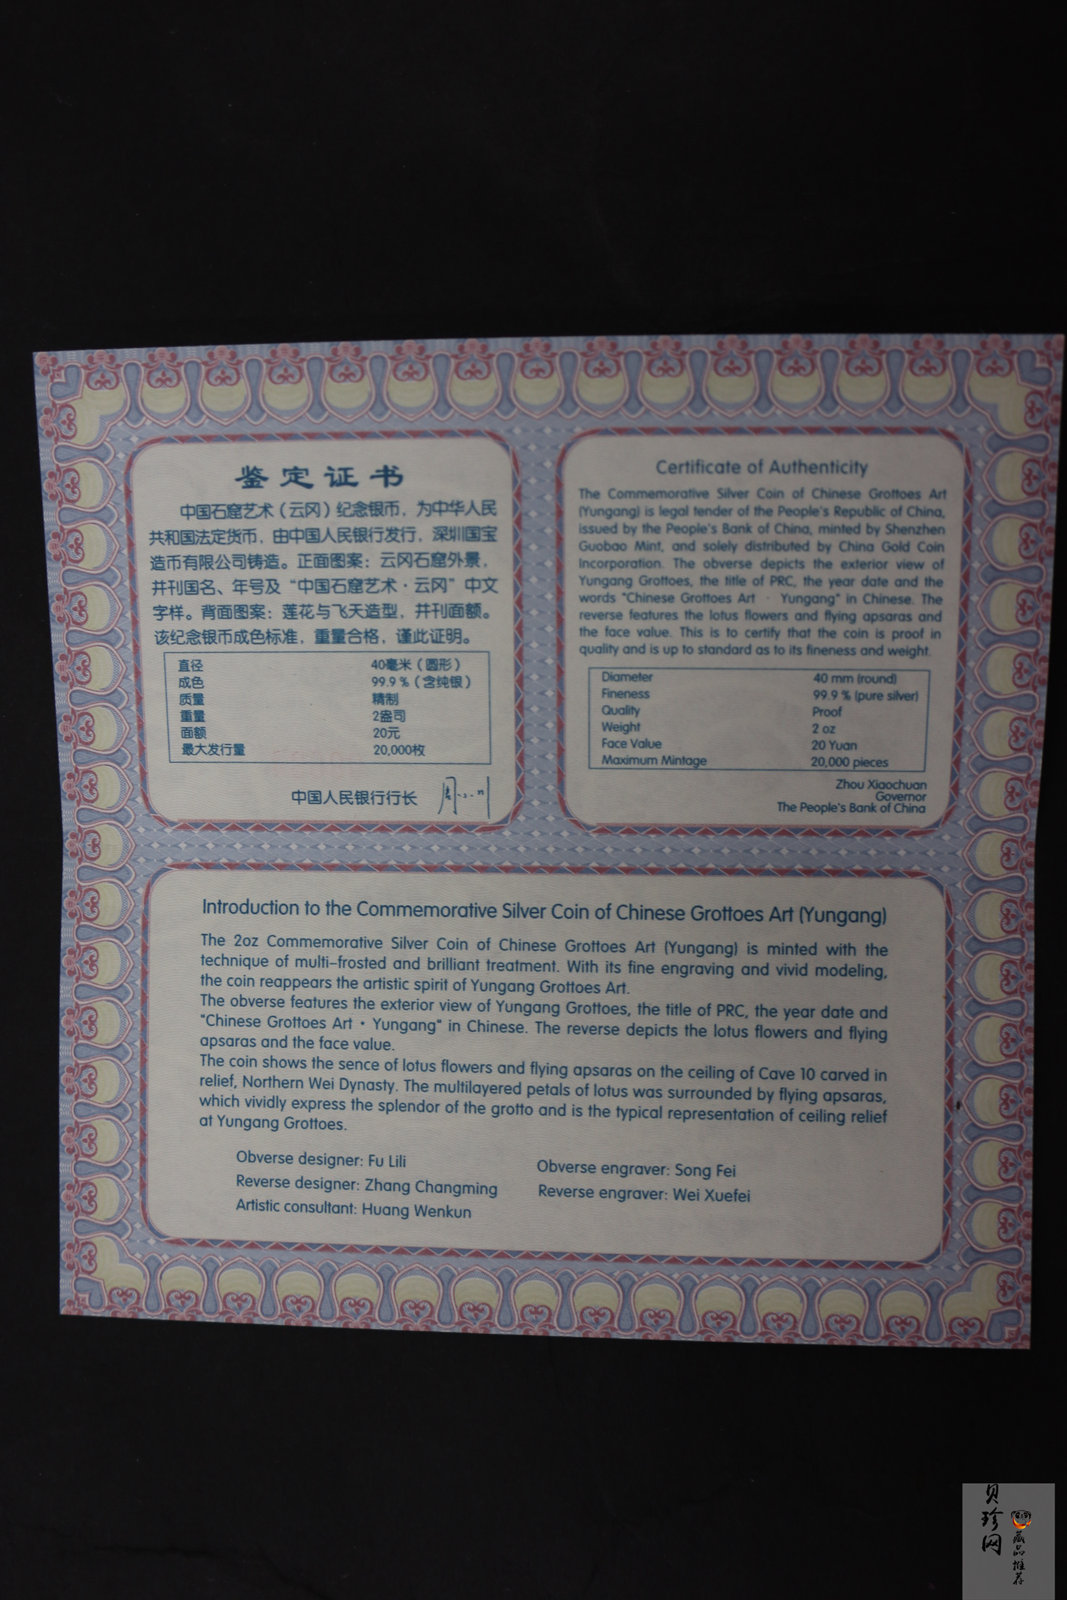 鉴定证书
中国石窟艺术（云冈）纪念银币，为中华人民
共和国法定货币，由中国人民银行发行，深圳国宝
造币有限公司铸造。正面图案：云冈石窟外景，
并刊国名、年号及“中国石窟艺术·云冈”中文
字样。背面图案：莲花与飞天造型，并刊面额。
该纪念银币成色标准，重量合格，谨此证明。
直径 40毫米（圆形）
成色 99.9％（含纯银）
质量 精制
重量 2盎司
面额 20元
最大发行量 20,000枚
中国人民银行行长
Certificate of Authenticity
The Commemorative Silver Coin of Chinese Grottoes Art
(Yungang) is legal tender of the People's Republic of China,
issued by the People's Bank of China, minted by Shenzhen
Guobao Mint, and solely distributed by China Gold Coin
Incorporation. The obverse depicts the exterior view of
Yungang Grottoes, the title of PRC, the year date and the
words "Chinese Grottoes Art · Yungang" in Chinese. The
reverse features the lotus flowers and flying apsaras and
the face value. This is to certify that the coin is proof in
quality and is up to standard as to its fineness and weight.
Diameter 40 mm (round)
Fineness 99.9 % (pure silver)
Quality Proof
Weight 2 oz
Face Value 20 Yuan
Maximum Mintage 20,000 pieces
Zhou Xiaochuan
Governor
The People's Bank of China
Introduction to the Commemorative Silver Coin of Chinese Grottoes Art (Yungang)
The 2oz Commemorative Silver Coin of Chinese Grottoes Art (Yungang) is minted with the
technique of multi-frosted and brilliant treatment. With its fine engraving and vivid modeling,
the coin reappears the artistic spirit of Yungang Grottoes Art.
The obverse features the exterior view of Yungang Grottoes, the title of PRC, the year date and
"Chinese Grottoes Art · Yungang" in Chinese. The reverse depicts the lotus flowers and flying
apsaras and the face value.
The coin shows the sence of lotus flowers and flying apsaras on the ceiling of Cave 10 carved in
relief, Northern Wei Dynasty. The multilayered petals of lotus was surrounded by flying apsaras,
which vividly express the splendor of the grotto and is the typical representation of ceiling relief
at Yungang Grottoes.
Obverse designer: Fu Lili
Obverse engraver: Song Fei
Reverse designer: Zhang Changming
Reverse engraver: Wei Xuefei
Artistic consultant: Huang Wenkun
贝珍网
藏品推荐